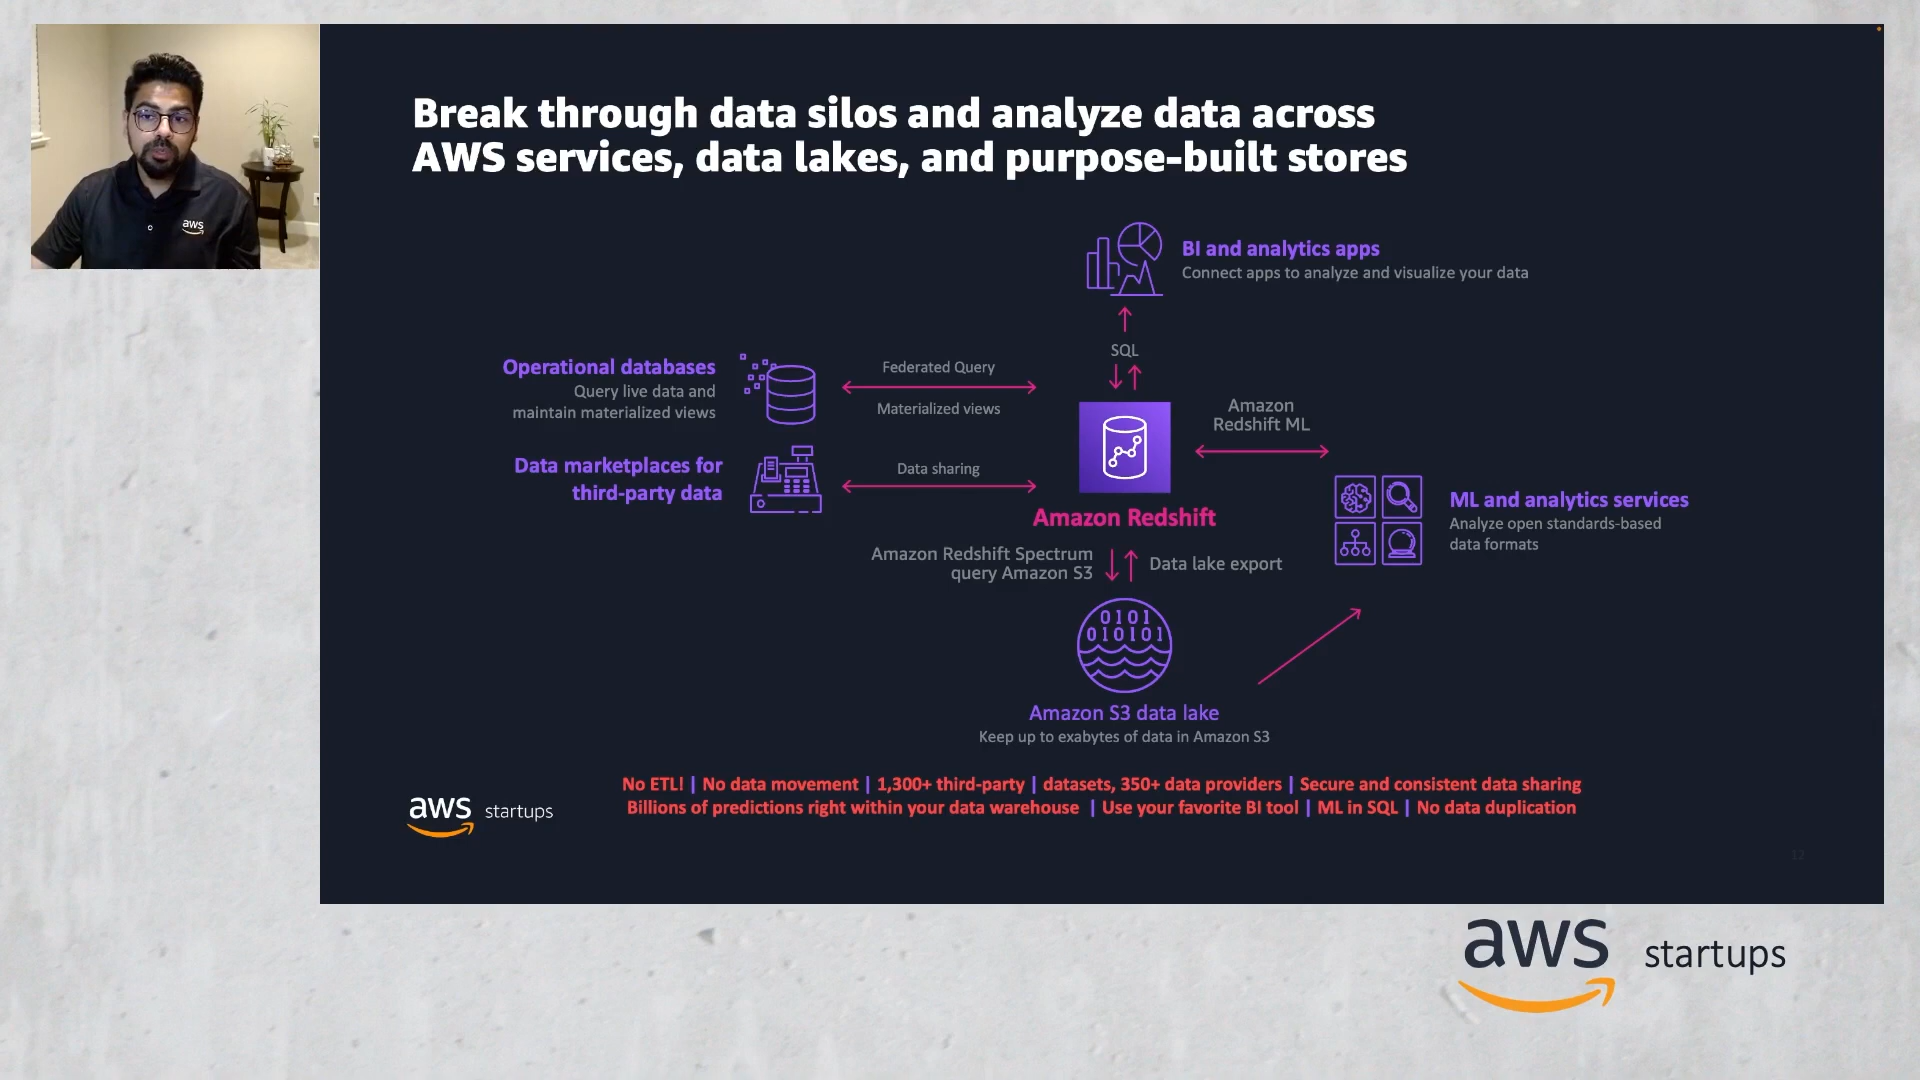 aws
Break through data silos and analyze data across
AWS services, data lakes, and purpose-built stores
BI and analytics apps
Connect apps to analyze and visualize your data
SQL
Operational databases
Query live data and
maintain materialized views
Federated Query
Materialized views
Data marketplaces for
third-party data
Data sharing
Amazon
Redshift ML
Amazon Redshift
ML and analytics services
Analyze open standards-based
data formats
Amazon Redshift Spectrum
query Amazon S3
Data lake export
0101
010101
Amazon S3 data lake
Keep up to exabytes of data in Amazon S3
No ETL! | No data movement | 1,300+ third-party | datasets, 350+ data providers | Secure and consistent data sharing
Billions of predictions right within your data warehouse | Use your favorite BI tool | ML in SQL | No data duplication
aws startups
12
aws startups